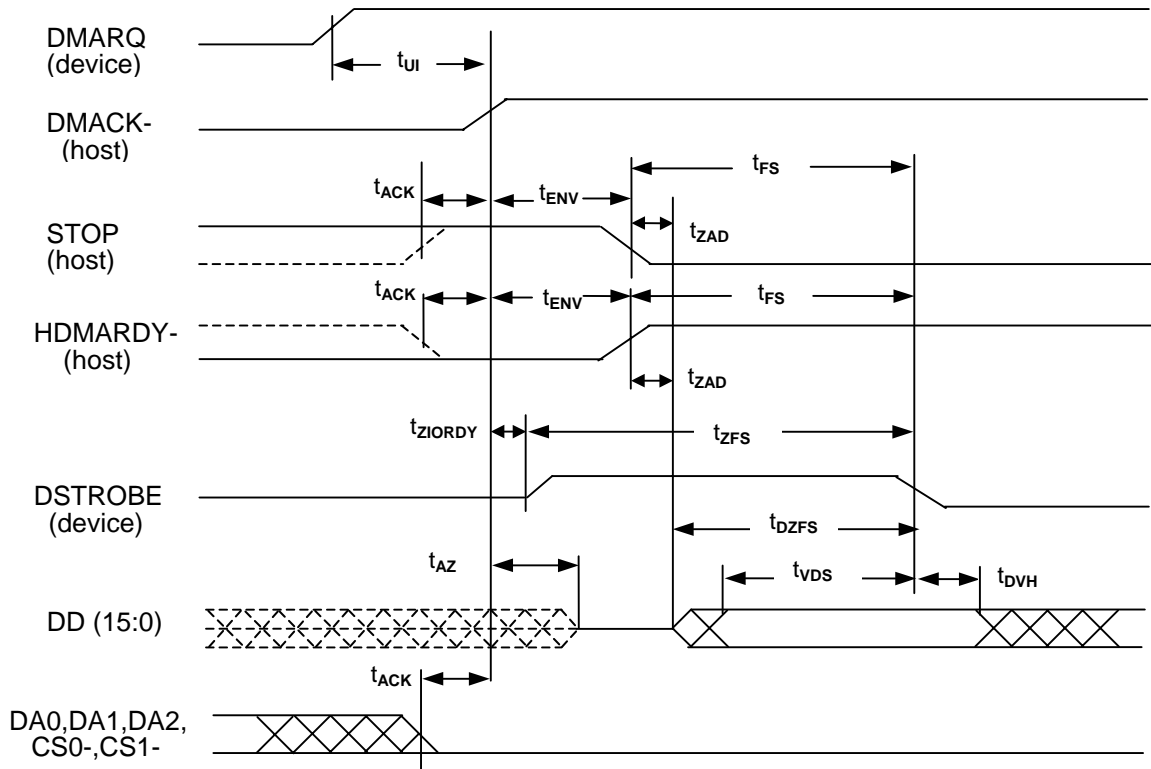 DMARQ
(device)
tUI
DMACK-
(host)
tFS
tACK
tENV
tZAD
STOP
(host)
tACK
tENV
tFS
HDMARDY-
(host)
tZAD
tZIORDY
tZFS
DSTROBE
(device)
tDZFS
tAZ
tVDS
tDVH
DD (15:0)
tACK
DA0,DA1,DA2,
CS0-,CS1-